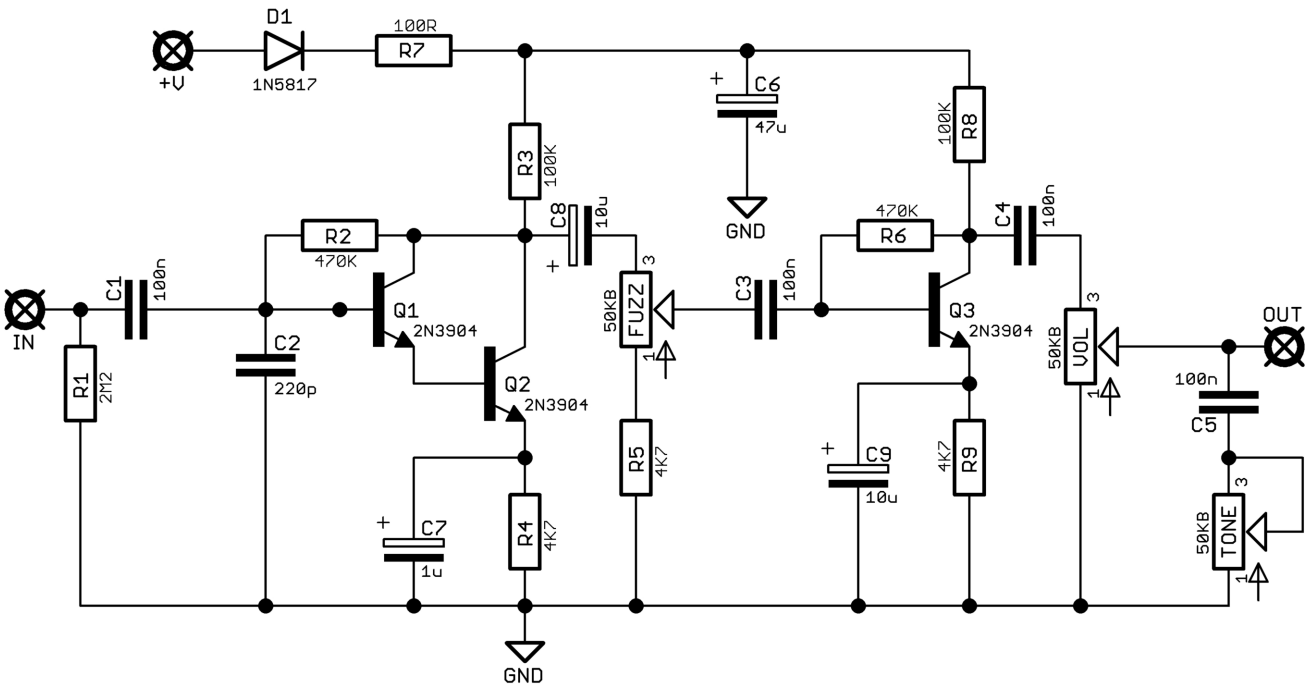 D1
100R
R7
+V
1N5817
+
C6
47u
GND
R3
100K
100K
R8
R2
470K
C8
10u
+
470K
R6
C4
100n
IN
C1
100n
R1
2M2
C2
220p
Q1
2N3904
Q2
2N3904
3
50KB
FUZZ
1
C3
100n
Q3
2N3904
3
50KB
VOL
1
OUT
100n
C5
R5
4K7
+
C9
10u
4K7
R9
+
C7
1u
R4
4K7
3
50KB
TONE
1
GND